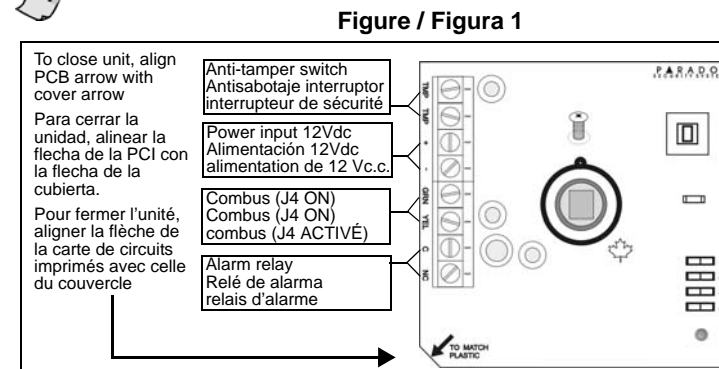 Figure / Figura 1
To close unit, align
PCB arrow with
cover arrow
Para cerrar la
unidad, alinear la
flecha de la PCI con
la flecha de la
cubierta.
Pour fermer l'unité,
aligner la flèche de
la carte de circuits
imprimés avec celle
du couvercle
Anti-tamper switch
Antisabotaje interruptor
interrupteur de sécurité
Power input 12Vdc
Alimentación 12Vdc
alimentation de 12 Vc.c.
Combus (J4 ON)
Combus (J4 ON)
combus (J4 ACTIVÉ)
Alarm relay
Relé de alarma
relais d'alarme
TMP
TMP
+
-
GRN
YEL
C
NC
TO MATCH
PLASTIC
PARADO